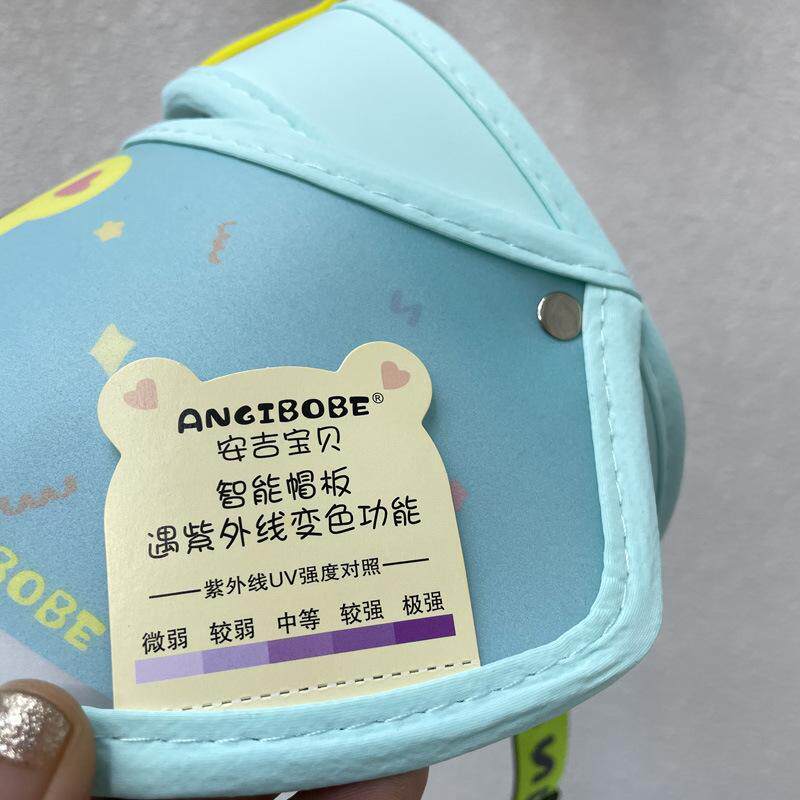 ANGIBOBE®
安吉宝贝
智能帽板
遇紫外线变色功能
紫外线UV强度对照
微弱 较弱 中等 较强 极强
BOBE
S